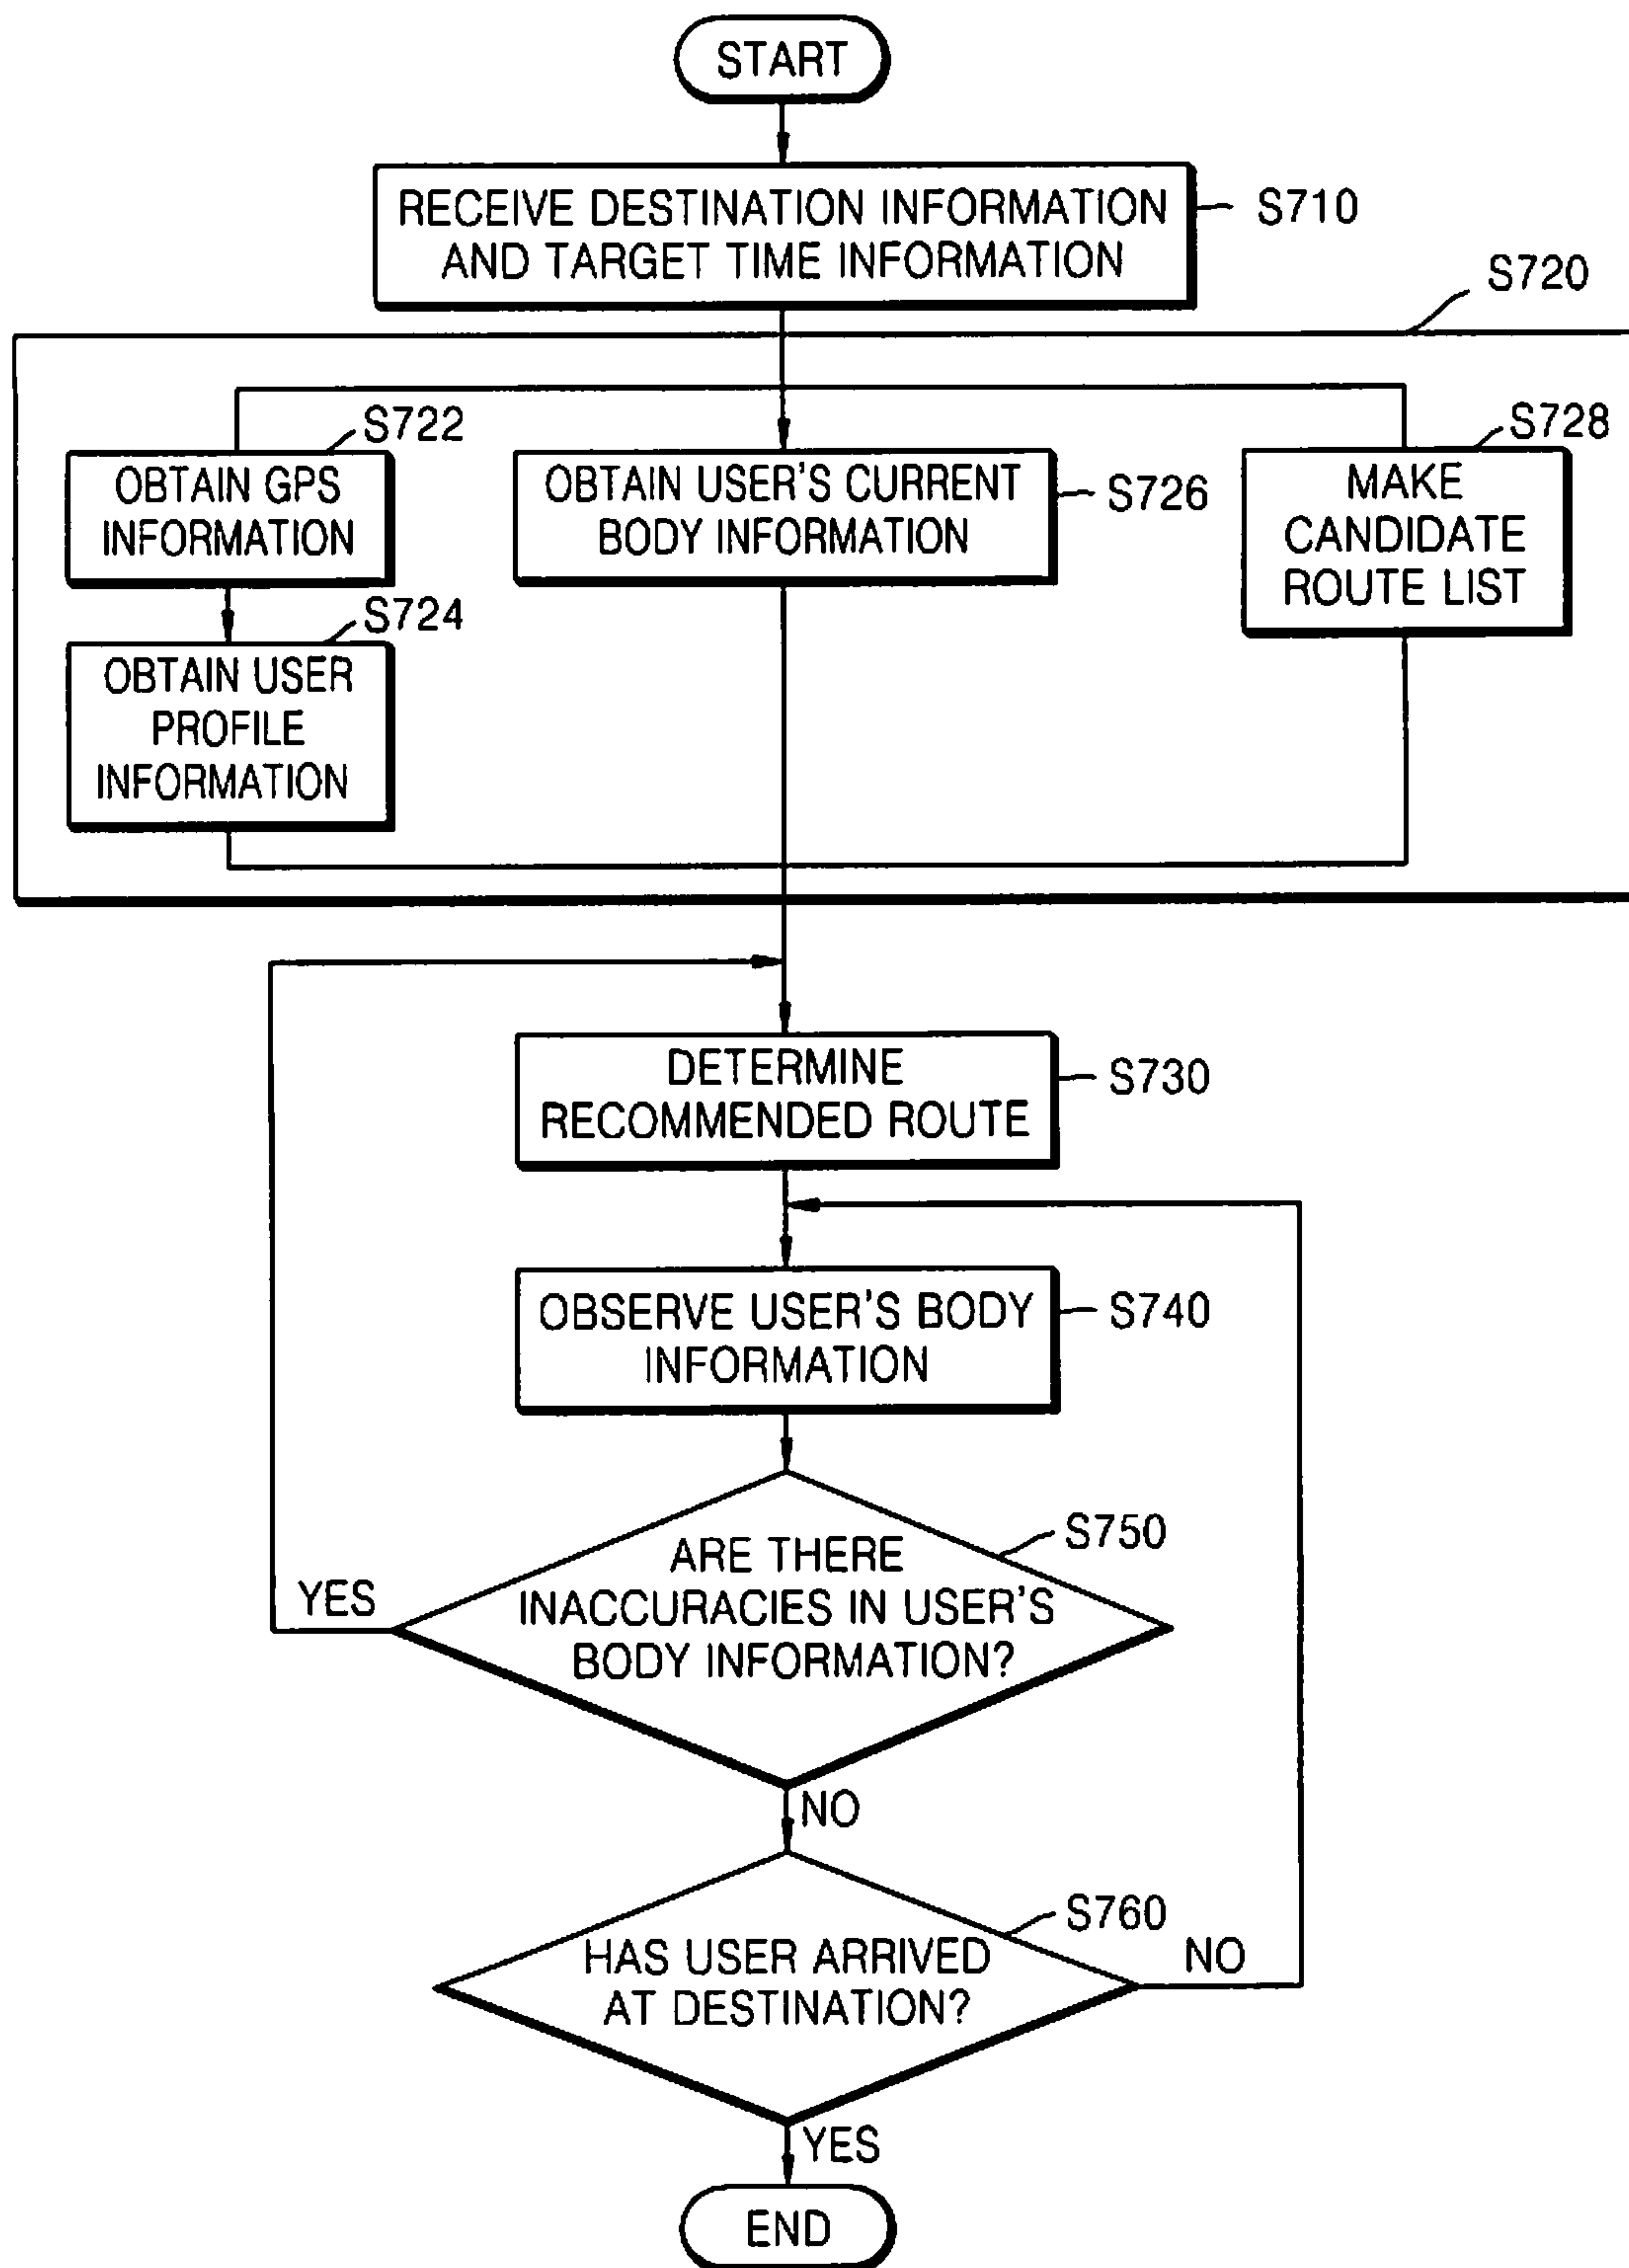 START
RECEIVE DESTINATION INFORMATION
AND TARGET TIME INFORMATION
S710
S720
S722
OBTAIN GPS
INFORMATION
S724
OBTAIN USER
PROFILE
INFORMATION
OBTAIN USER'S CURRENT
BODY INFORMATION
S726
S728
MAKE
CANDIDATE
ROUTE LIST
DETERMINE
RECOMMENDED ROUTE
S730
OBSERVE USER'S BODY
INFORMATION
S740
ARE THERE
INACCURACIES IN USER'S
BODY INFORMATION?
S750
YES
NO
HAS USER ARRIVED
AT DESTINATION?
S760
NO
YES
END